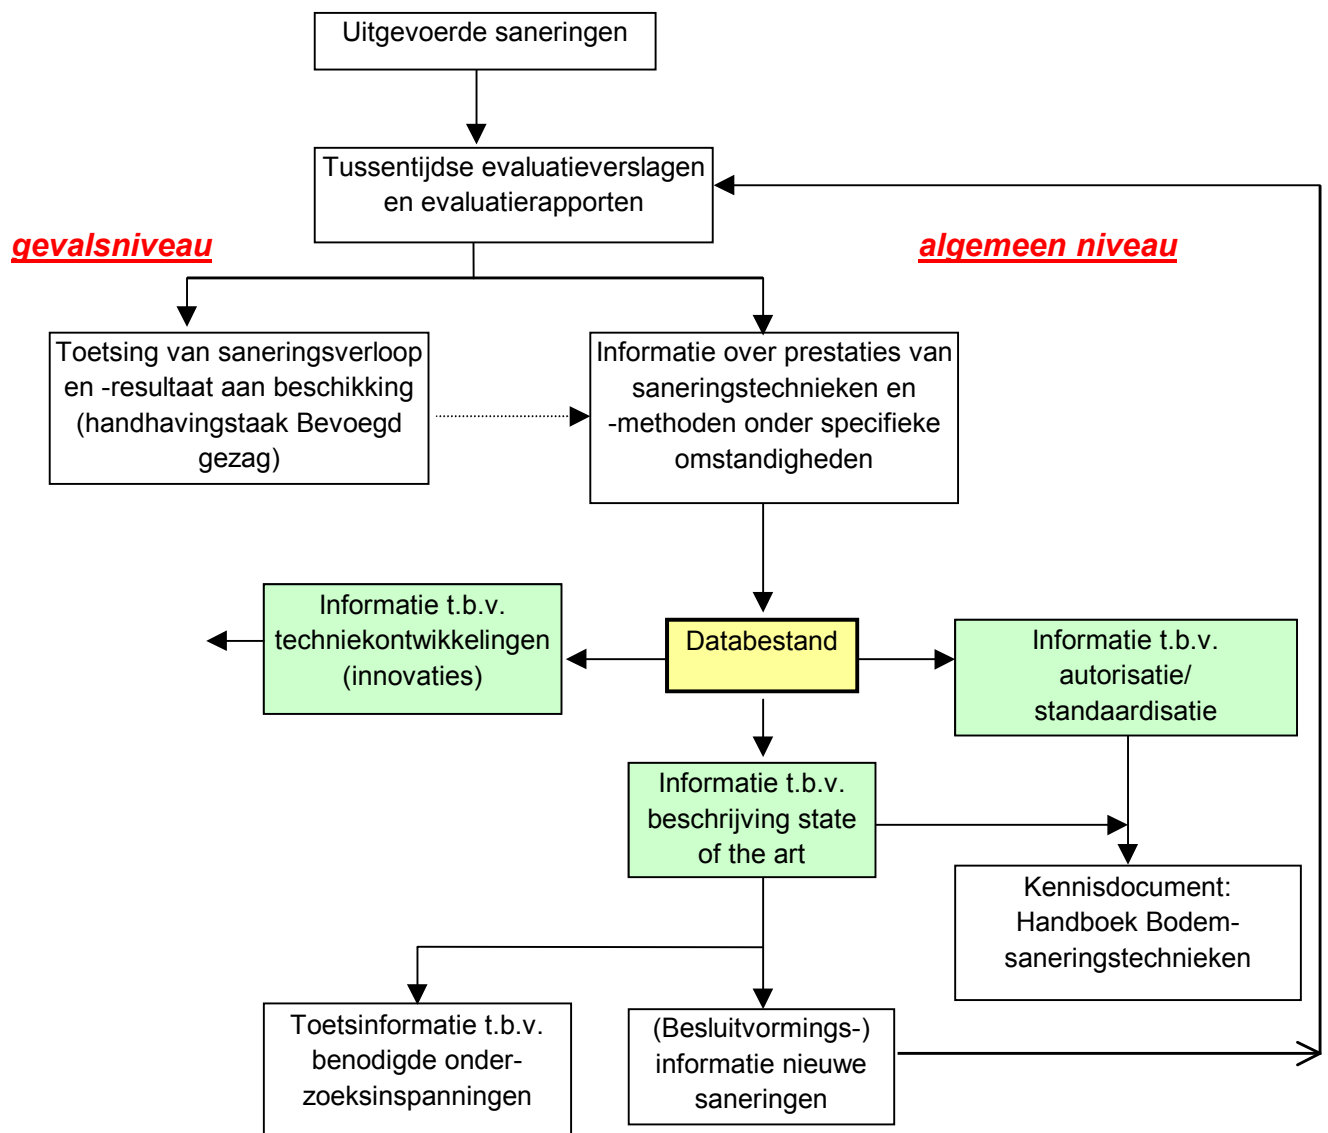 Uitgevoerde saneringen
Tussentijdse evaluatieverslagen
en evaluatierapporten
gevalsniveau
algemeen niveau
Toetsing van saneringsverloop
en -resultaat aan beschikking
(handhavingstaak Bevoegd
gezag)
Informatie over prestaties van
saneringstechnieken en
-methoden onder specifieke
omstandigheden
Informatie t.b.v.
techniekontwikkelingen
(innovaties)
Databestand
Informatie t.b.v.
autorisatie/
standaardisatie
Informatie t.b.v.
beschrijving state
of the art
Kennisdocument:
Handboek Bodem-
saneringstechnieken
Toetsinformatie t.b.v.
benodigde onder-
zoeksinspanningen
(Besluitvormings-)
informatie nieuwe
saneringen